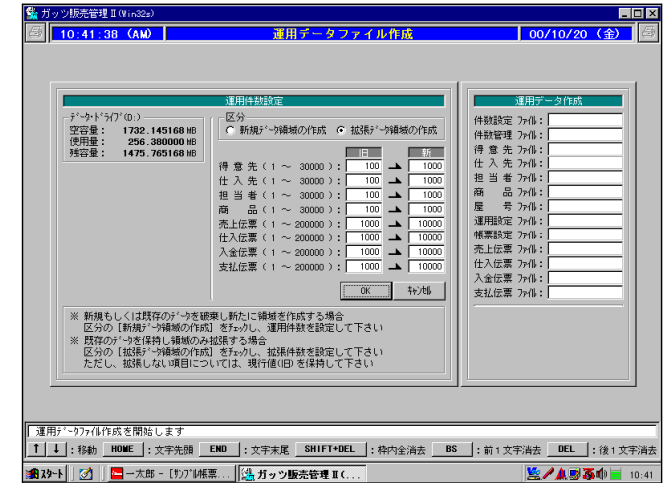 ガッツ販売管理Ⅱ(Win32s)
10:41:38 (AM) 運用データファイル作成 00/10/20 (金)
運用件数設定
ﾃﾞｰﾀ･ﾄﾞﾗｲﾌﾞ(D:)
空容量: 1732.145168 MB
使用量: 256.380000 MB
残容量: 1475.765168 MB
区分
新規ﾃﾞｰﾀ領域の作成 拡張ﾃﾞｰﾀ領域の作成
旧 新
得 意 先 ( 1 ～ 30000 ): 100 1000
仕 入 先 ( 1 ～ 30000 ): 100 1000
担 当 者 ( 1 ～ 30000 ): 100 1000
商 品 ( 1 ～ 30000 ): 100 1000
売上伝票 ( 1 ～ 200000 ): 1000 10000
仕入伝票 ( 1 ～ 200000 ): 1000 10000
入金伝票 ( 1 ～ 200000 ): 1000 10000
支払伝票 ( 1 ～ 200000 ): 1000 10000
OK ｷｬﾝｾﾙ
※ 新規もしくは既存のﾃﾞｰﾀを破棄し新たに領域を作成する場合
区分の [新規ﾃﾞｰﾀ領域の作成] をﾁｪｯｸし、運用件数を設定して下さい
※ 既存のﾃﾞｰﾀを保持し領域のみ拡張する場合
区分の [拡張ﾃﾞｰﾀ領域の作成] をﾁｪｯｸし、拡張件数を設定して下さい
ただし、拡張しない項目については、現行値(旧)を保持して下さい
運用データ作成
件数設定 ﾌｧｲﾙ:
件数管理 ﾌｧｲﾙ:
得 意 先 ﾌｧｲﾙ:
仕 入 先 ﾌｧｲﾙ:
担 当 者 ﾌｧｲﾙ:
商 品 ﾌｧｲﾙ:
屋 号 ﾌｧｲﾙ:
運用設定 ﾌｧｲﾙ:
帳票設定 ﾌｧｲﾙ:
売上伝票 ﾌｧｲﾙ:
仕入伝票 ﾌｧｲﾙ:
入金伝票 ﾌｧｲﾙ:
支払伝票 ﾌｧｲﾙ:
運用ﾃﾞｰﾀﾌｧｲﾙ作成を開始します
↑ ↓ :移動 HOME :文字先頭 END :文字末尾 SHIFT+DEL :枠内全消去 BS :前1文字消去 DEL :後1文字消去
ｽﾀｰﾄ 一太郎 - [ｻﾝﾌﾟﾙ帳票... ガッツ販売管理Ⅱ(... 10:41